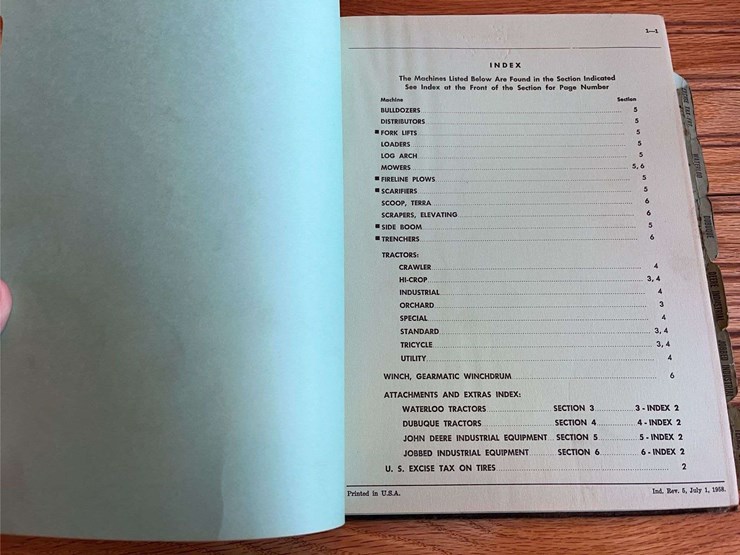 1—1
INDEX
The Machines Listed Below Are Found in the Section Indicated
See Index at the Front of the Section for Page Number
Machine Section
BULLDOZERS 5
DISTRIBUTORS 5
■ FORK LIFTS 5
LOADERS 5
LOG ARCH 5
MOWERS 5, 6
■ FIRELINE PLOWS 5
■ SCARIFIERS 5
SCOOP, TERRA 6
SCRAPERS, ELEVATING 6
■ SIDE BOOM 5
■ TRENCHERS 6
TRACTORS:
CRAWLER 4
HI-CROP 3, 4
INDUSTRIAL 4
ORCHARD 3
SPECIAL 4
STANDARD 3, 4
TRICYCLE 3, 4
UTILITY 4
WINCH, GEARMATIC WINCHDRUM 6
ATTACHMENTS AND EXTRAS INDEX:
WATERLOO TRACTORS SECTION 3 3 - INDEX 2
DUBUQUE TRACTORS SECTION 4 4 - INDEX 2
JOHN DEERE INDUSTRIAL EQUIPMENT SECTION 5 5 - INDEX 2
JOBBED INDUSTRIAL EQUIPMENT SECTION 6 6 - INDEX 2
U. S. EXCISE TAX ON TIRES 2
Printed in U.S.A. Ind. Rev. 5, July 1, 1958.
WATERLOO
DUBUQUE